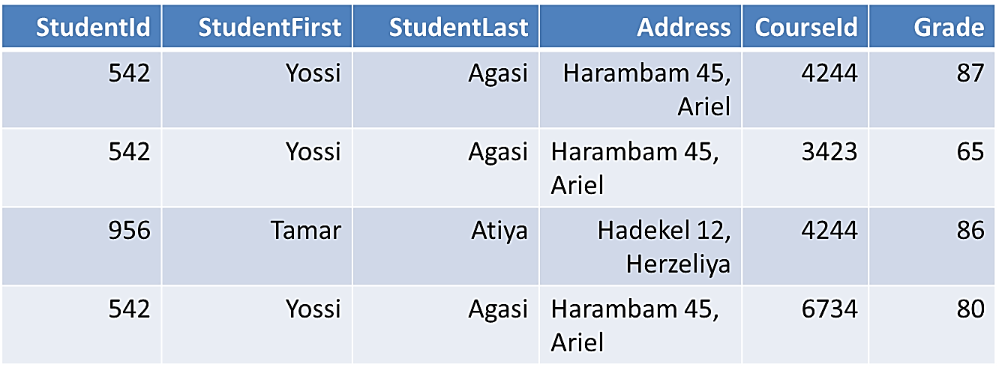 StudentId StudentFirst StudentLast Address CourseId Grade
542 Yossi Agasi Harambam 45, 4244 87
Ariel
542 Yossi Agasi Harambam 45, 3423 65
Ariel
956 Tamar Atiya Hadekel 12, 4244 86
Herzeliya
542 Yossi Agasi Harambam 45, 6734 80
Ariel